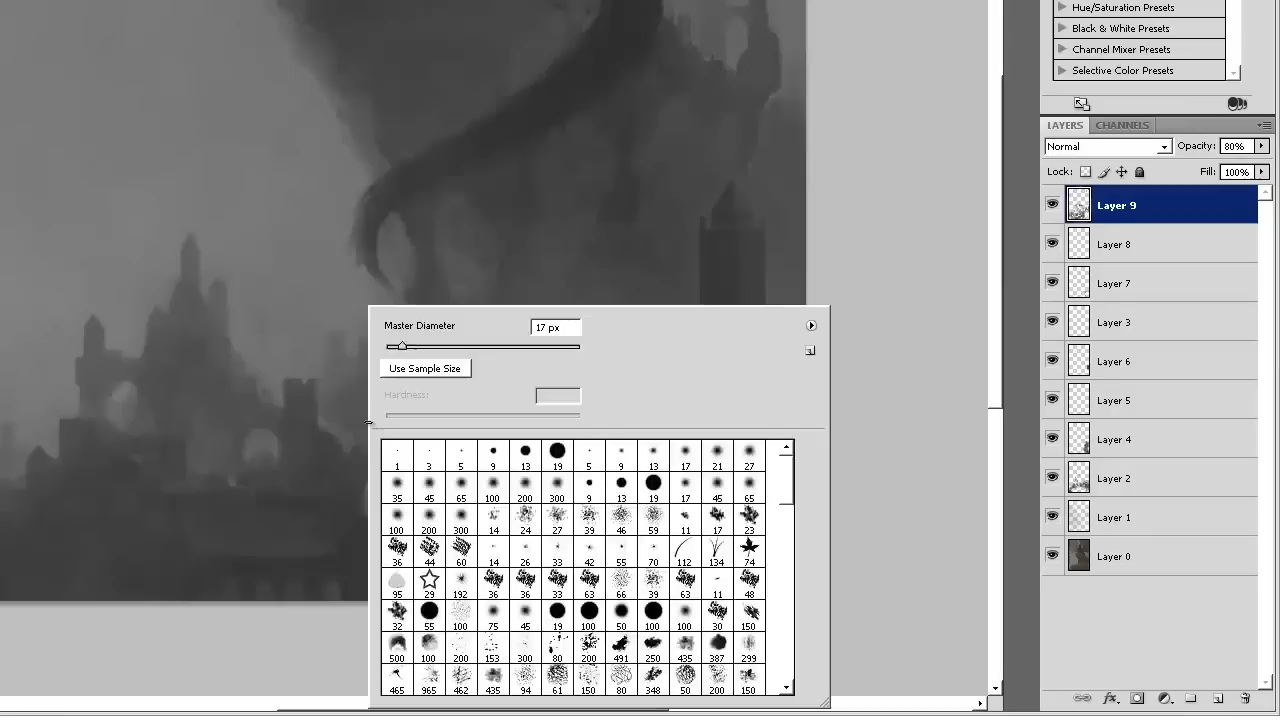 Hue/Saturation Presets
Black & White Presets
Channel Mixer Presets
Selective Color Presets
LAYERS CHANNELS
Normal Opacity: 80%
Lock: Fill: 100%
Layer 9
Layer 8
Layer 7
Layer 3
Layer 6
Layer 5
Layer 4
Layer 2
Layer 1
Layer 0
Master Diameter 17 px
Use Sample Size
Hardness:
1 3 5 9 13 19 5 9 13 17 21 27
35 45 65 100 200 300 9 13 19 17 45 65
100 200 300 14 24 27 39 46 59 11 17 23
36 44 60 14 26 33 42 55 70 112 134 74
95 29 192 36 36 33 63 66 39 63 11 48
32 55 100 75 45 19 100 50 100 100 30 150
500 100 200 153 300 80 200 491 250 435 387 299
465 965 462 435 94 61 150 80 348 50 200 150